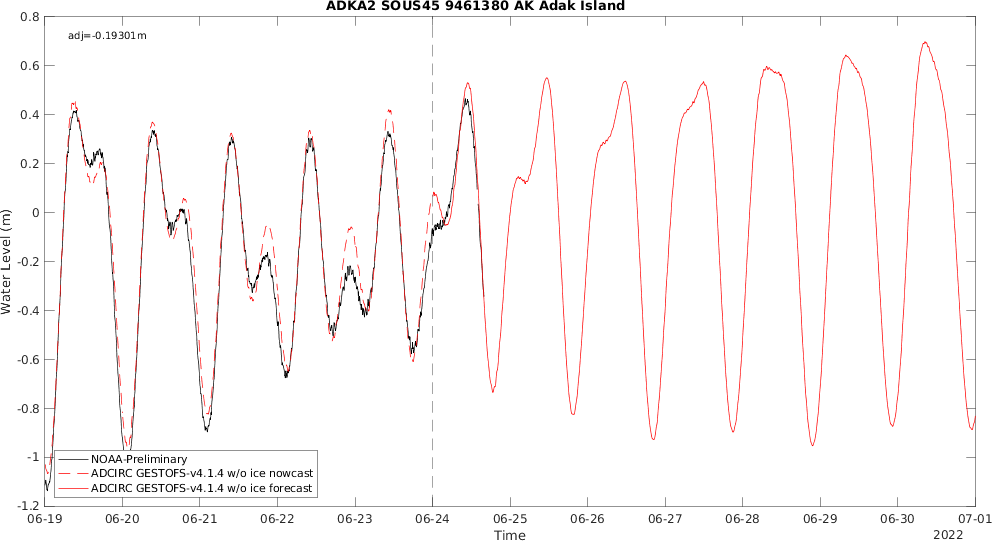 ADKA2 SOUS45 9461380 AK Adak Island
adj=-0.19301m
0.8
0.6
0.4
0.2
0
-0.2
-0.4
-0.6
-0.8
-1
-1.2
Water Level (m)
NOAA-Preliminary
ADCIRC GESTOFS-v4.1.4 w/o ice nowcast
ADCIRC GESTOFS-v4.1.4 w/o ice forecast
06-19 06-20 06-21 06-22 06-23 06-24 06-25 06-26 06-27 06-28 06-29 06-30 07-01
Time
2022